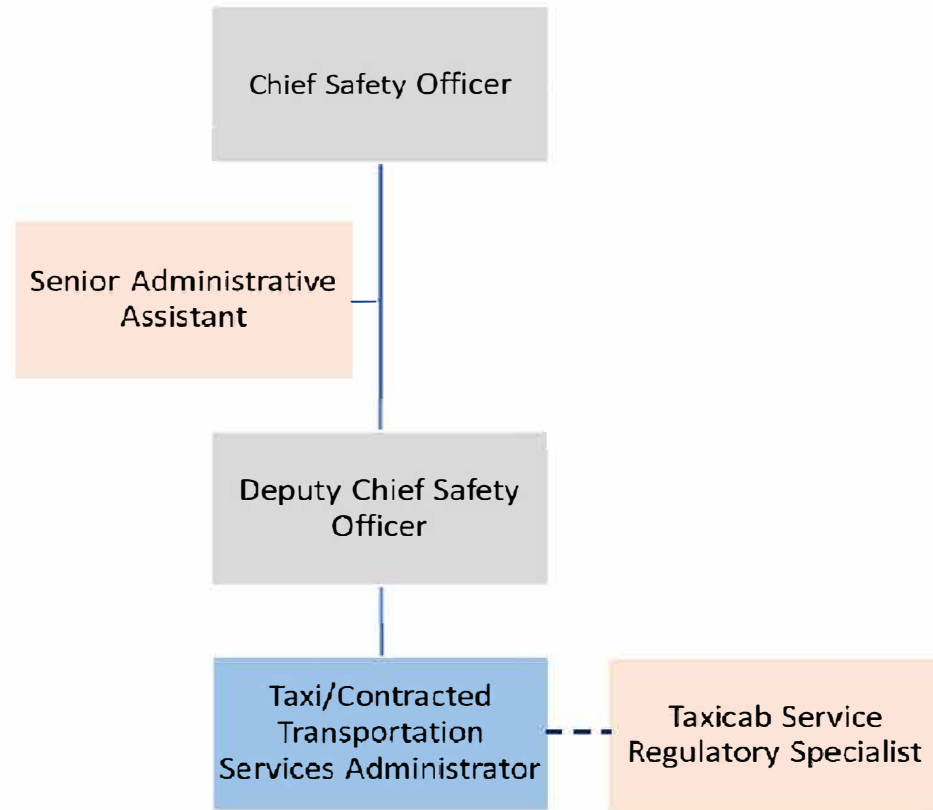 Chief Safety Officer
Senior Administrative
Assistant
Deputy Chief Safety
Officer
Taxi/Contracted
Transportation
Services Administrator
Taxicab Service
Regulatory Specialist